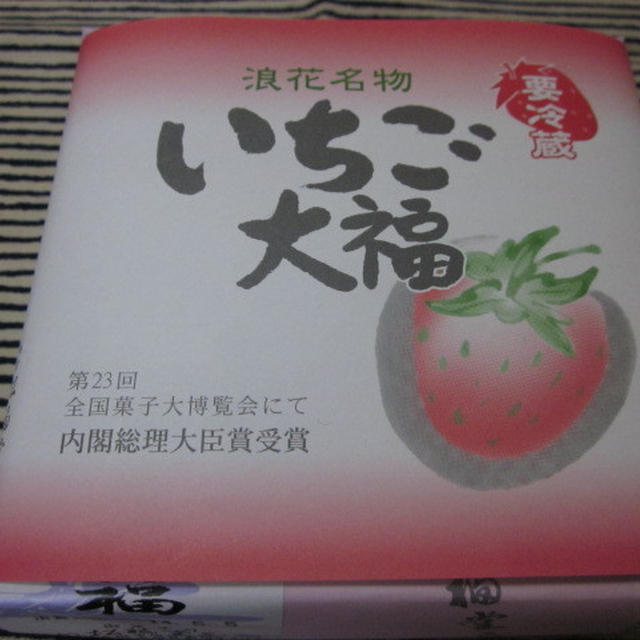 浪花名物
要冷蔵
いちご
大福
第23回
全国菓子大博覧会にて
内閣総理大臣賞受賞
福